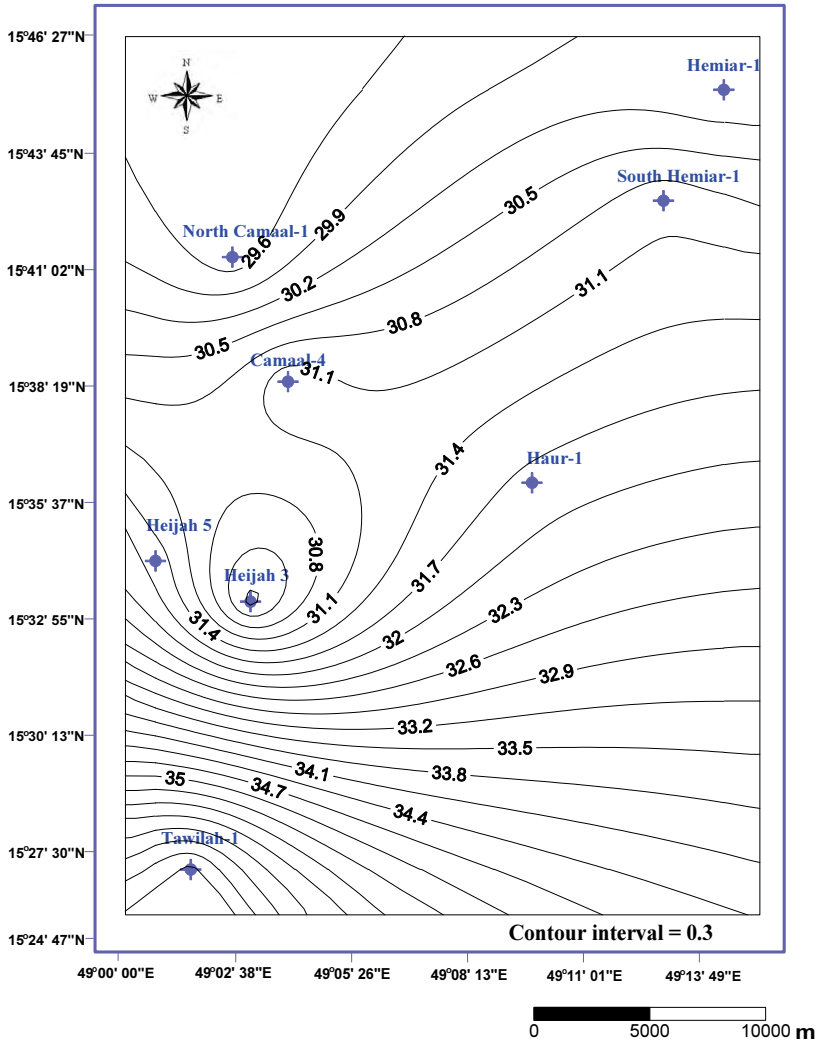 15°46' 27"N
15°43' 45"N
15°41' 02"N
15°38' 19"N
15°35' 37"N
15°32' 55"N
15°30' 13"N
15°27' 30"N
15°24' 47"N
N
W E
S
Hemiar-1
South Hemiar-1
North Camaal-1
29.6
29.9
30.5
30.2
31.1
30.8
30.5
Camaal-4
31.1
31.4
Haur-1
Heijah 5
30.8
Heijah 3
31.7
31.1
32.3
31.4
32
32.6
32.9
33.2
33.5
34.1
33.8
35
34.7
34.4
Tawilah-1
Contour interval = 0.3
49°00' 00"E
49°02' 38"E
49°05' 26"E
49°08' 13"E
49°11' 01"E
49°13' 49"E
0 5000 10000 m